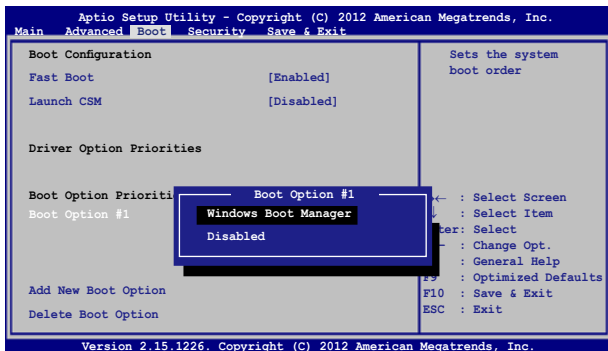 Aptio Setup Utility - Copyright (C) 2012 American Megatrends, Inc.
Main Advanced Boot Security Save & Exit
Boot Configuration
Fast Boot [Enabled]
Launch CSM [Disabled]
Driver Option Priorities
Boot Option Prioriti
Boot Option #1
Add New Boot Option
Delete Boot Option
Boot Option #1
Windows Boot Manager
Disabled
Sets the system
boot order
→← : Select Screen
: Select Item
ter: Select
— : Change Opt.
: General Help
F9 : Optimized Defaults
F10 : Save & Exit
ESC : Exit
Version 2.15.1226. Copyright (C) 2012 American Megatrends, Inc.